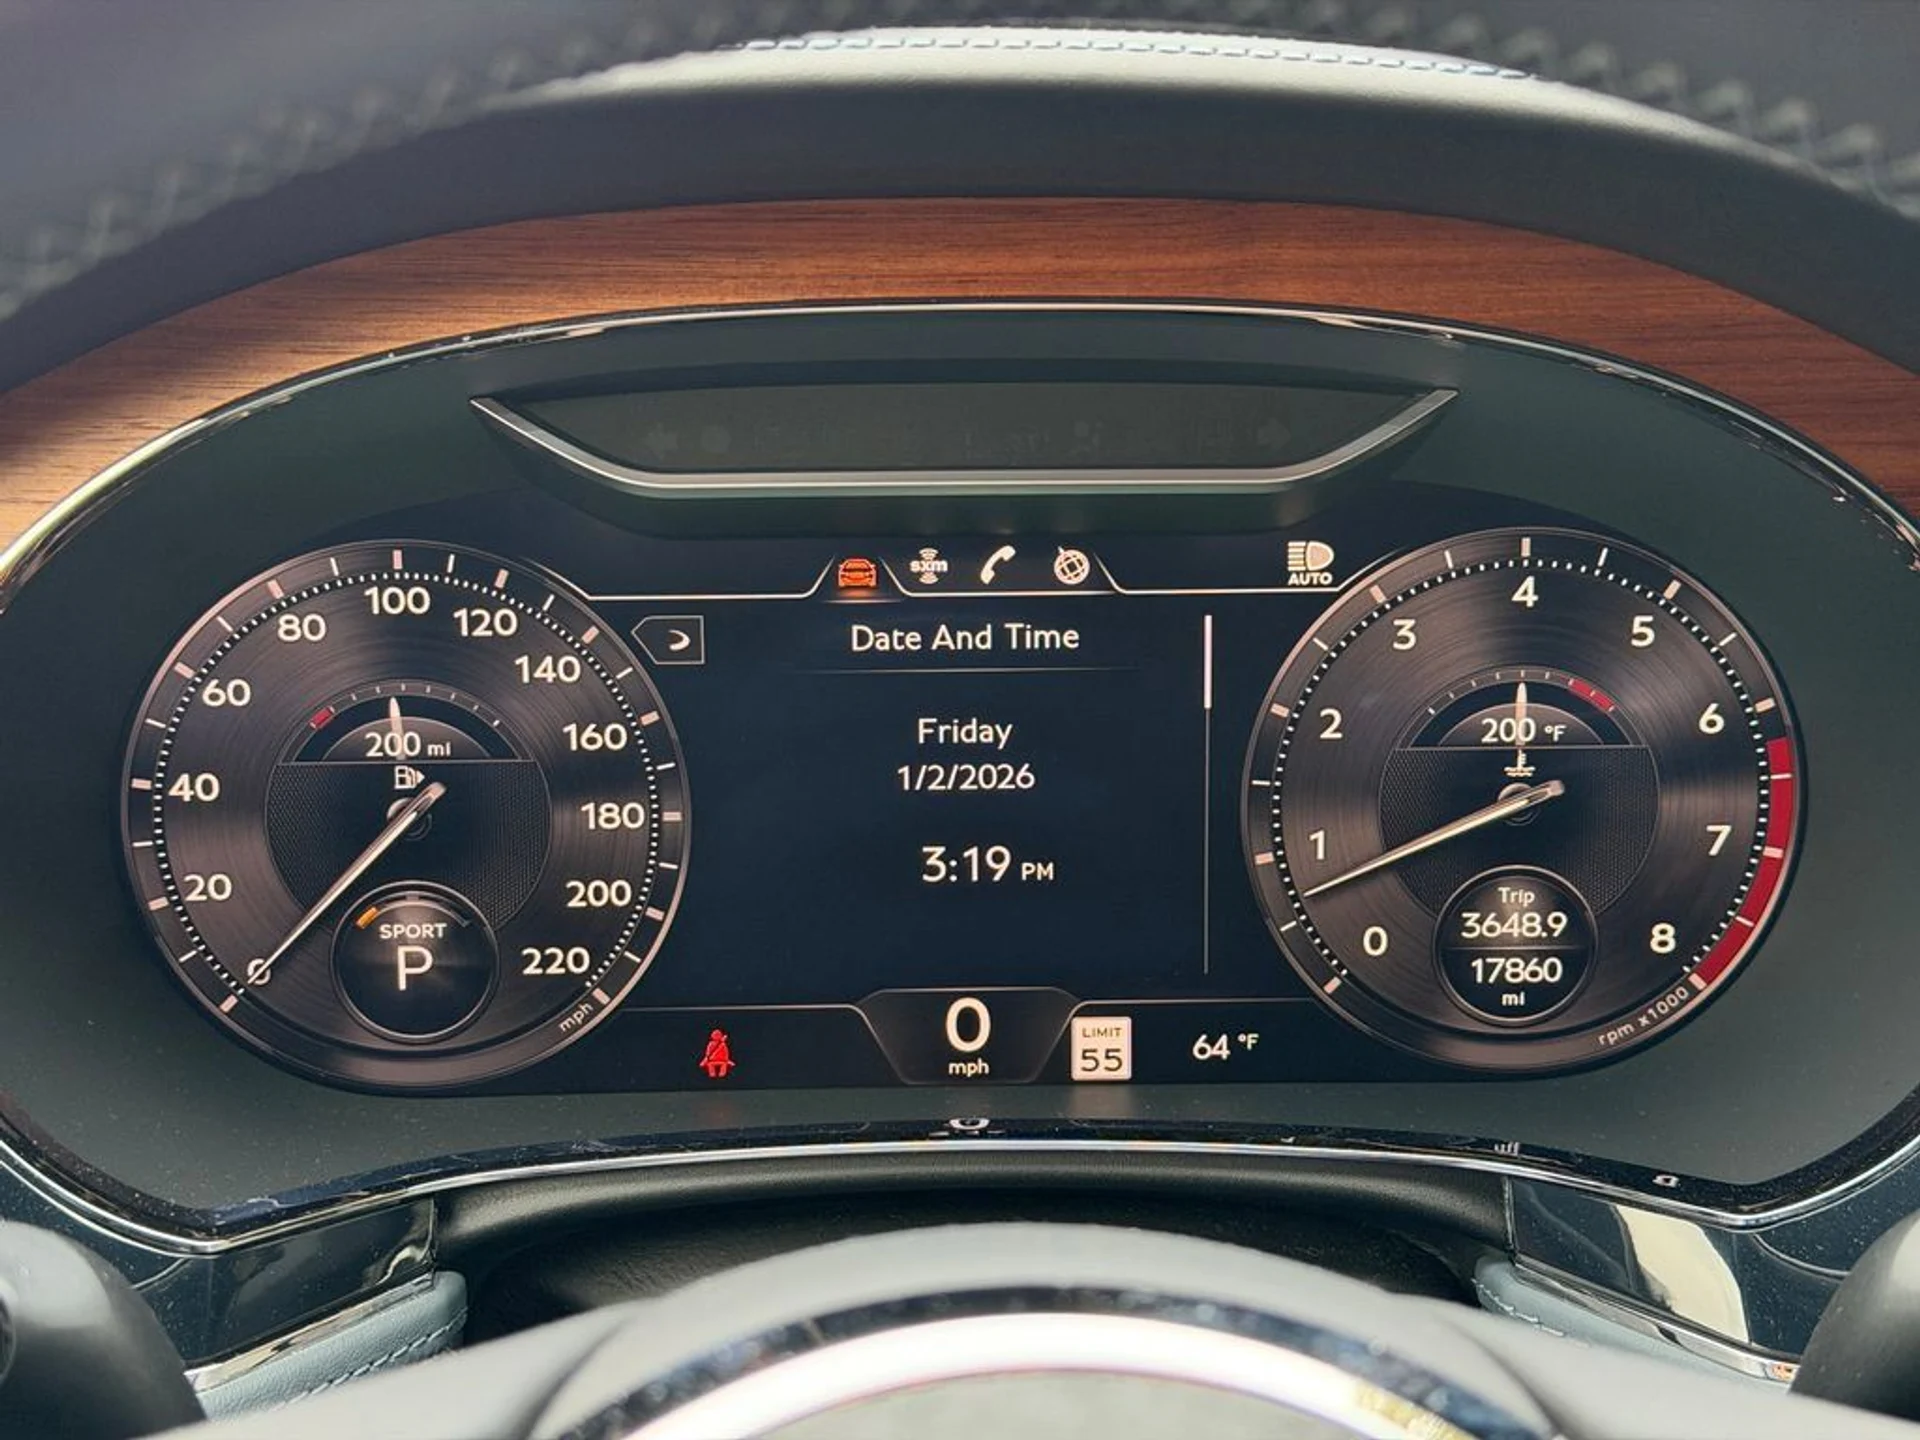 sxm
AUTO
Date And Time
Friday
1/2/2026
3:19 PM
0
20
40
60
80
100
120
140
160
180
200
220
mph
200 mi
SPORT
P
0
mph
LIMIT
55
64 °F
0
1
2
3
4
5
6
7
8
rpm x1000
200 °F
Trip
3648.9
17860
mi